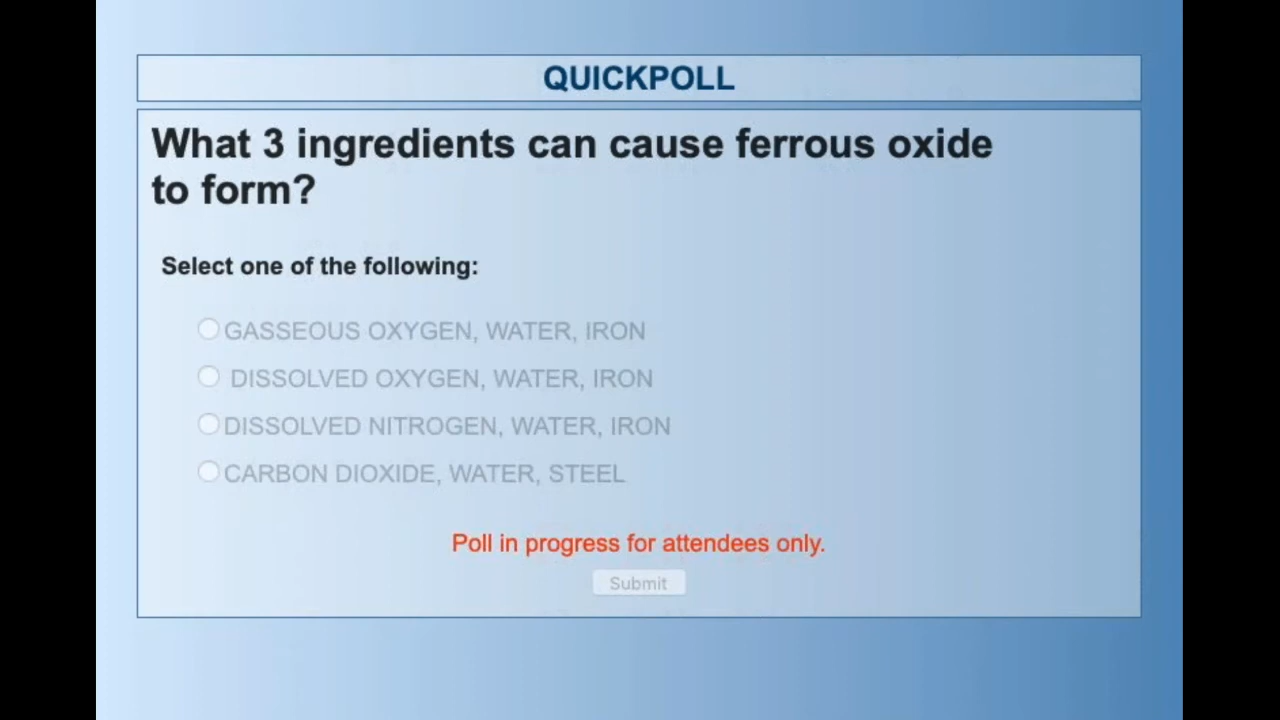 QUICKPOLL
What 3 ingredients can cause ferrous oxide
to form?
Select one of the following:
GASSEOUS OXYGEN, WATER, IRON
DISSOLVED OXYGEN, WATER, IRON
DISSOLVED NITROGEN, WATER, IRON
CARBON DIOXIDE, WATER, STEEL
Poll in progress for attendees only.
Submit